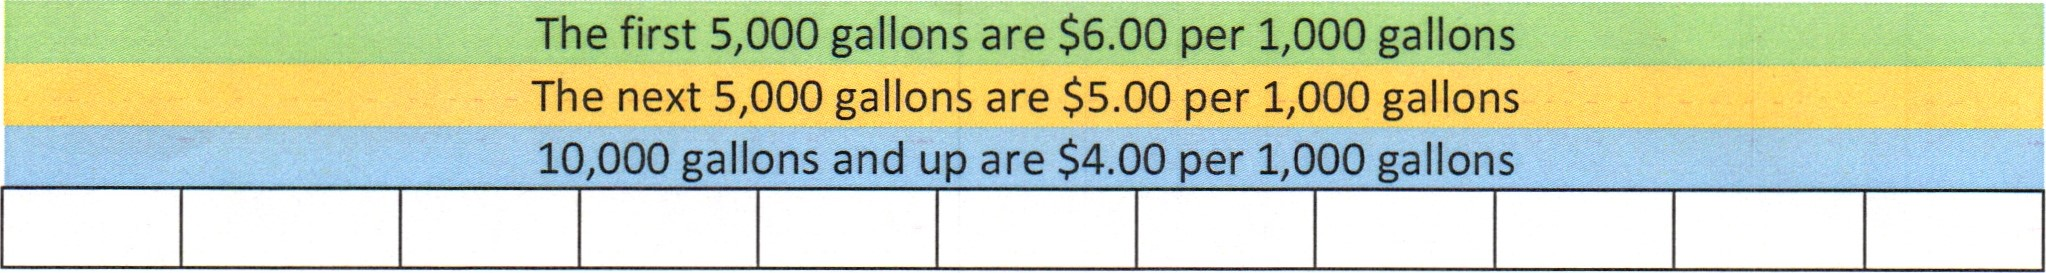 The first 5,000 gallons are $6.00 per 1,000 gallons
The next 5,000 gallons are $5.00 per 1,000 gallons
10,000 gallons and up are $4.00 per 1,000 gallons